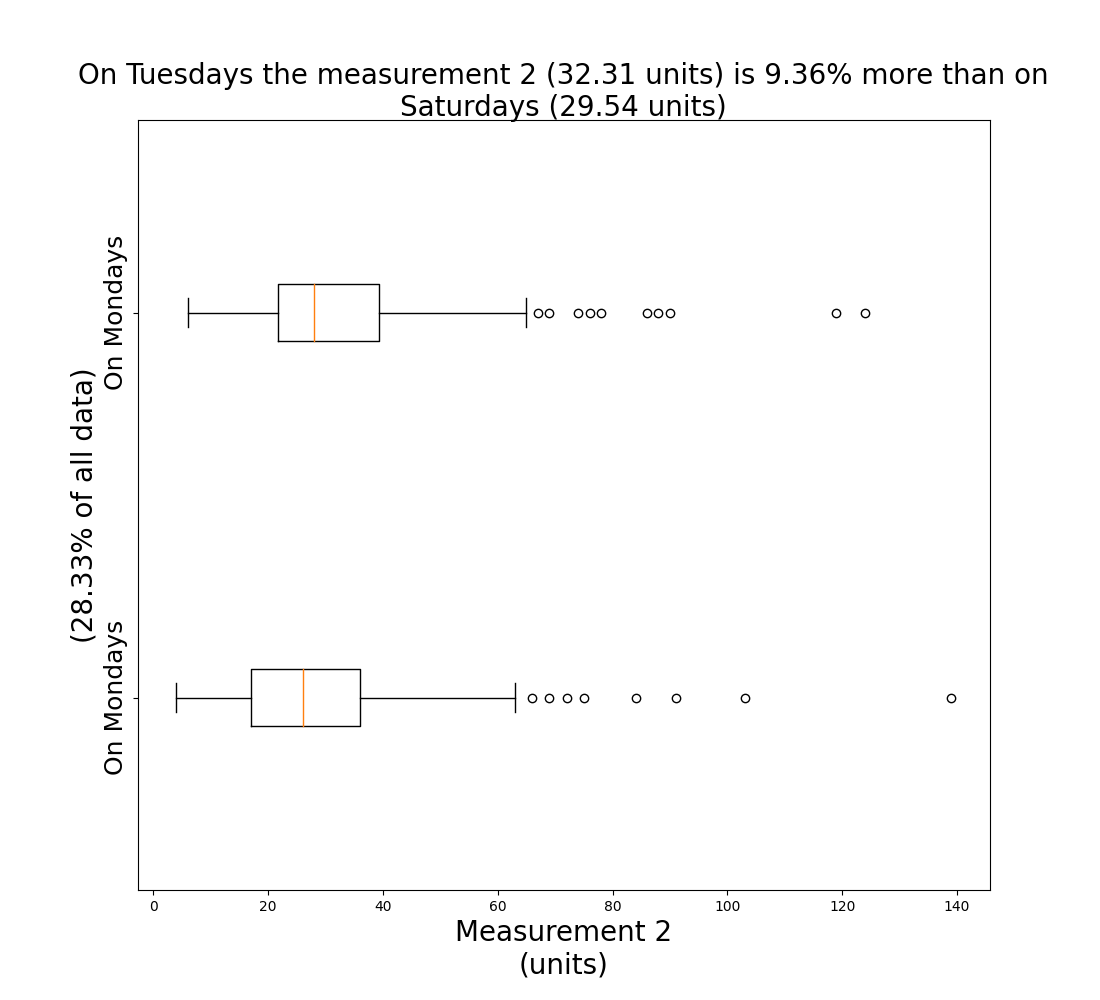 On Tuesdays the measurement 2 (32.31 units) is 9.36% more than on
Saturdays (29.54 units)
(28.33% of all data)
On Mondays
On Mondays
0 20 40 60 80 100 120 140
Measurement 2
(units)